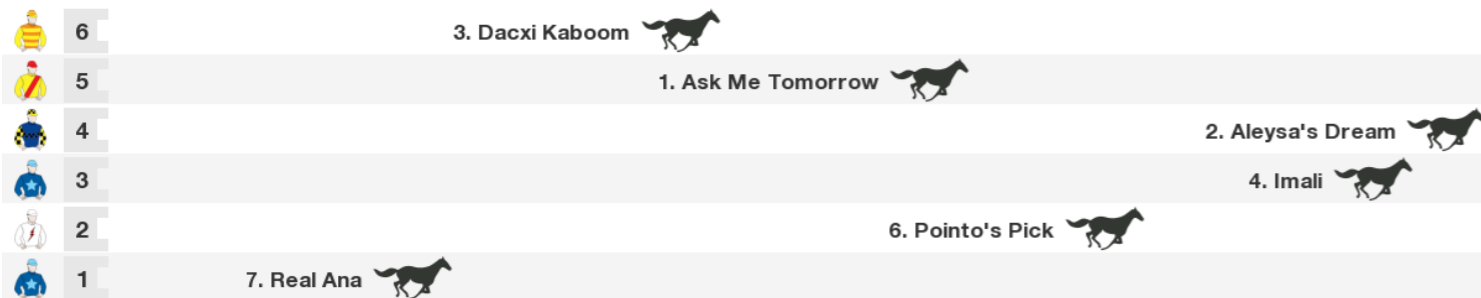 6 3. Dacxi Kaboom
5 1. Ask Me Tomorrow
4 2. Aleysa's Dream
3 4. Imali
2 6. Pointo's Pick
1 7. Real Ana